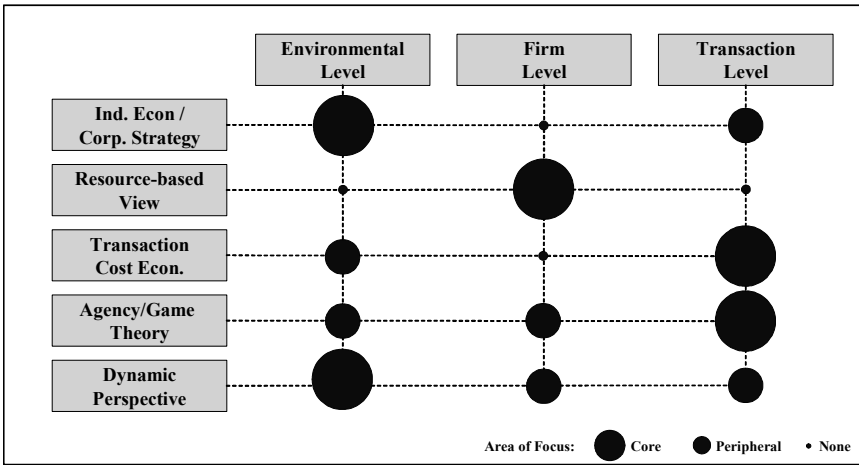 Environmental
Level
Firm
Level
Transaction
Level
Ind. Econ /
Corp. Strategy
Resource-based
View
Transaction
Cost Econ.
Agency/Game
Theory
Dynamic
Perspective
Area of Focus: Core Peripheral None